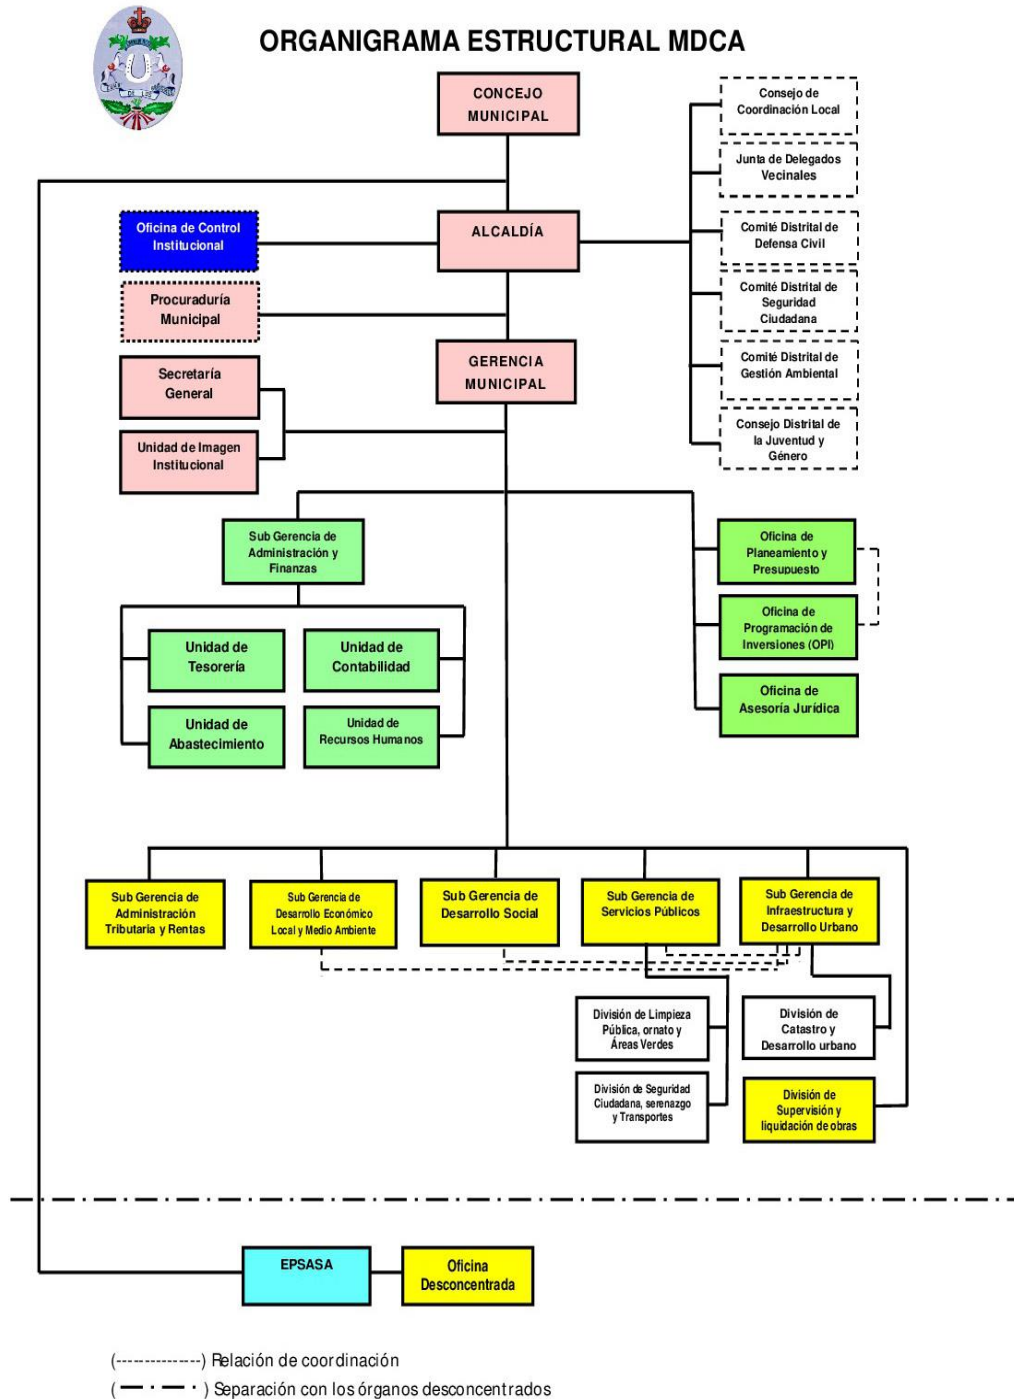 ORGANIGRAMA ESTRUCTURAL MDCA
CONCEJO
MUNICIPAL
Consejo de
Coordinación Local
Junta de Delegados
Vecinales
Oficina de Control
Institucional
ALCALDÍA
Comité Distrital de
Defensa Civil
Procuraduría
Municipal
Comité Distrital de
Seguridad
Ciudadana
GERENCIA
MUNICIPAL
Comité Distrital de
Gestión Ambiental
Secretaría
General
Consejo Distrital de
la Juventud y
Género
Unidad de Imagen
Institucional
Sub Gerencia de
Administración y
Finanzas
Oficina de
Planeamiento y
Presupuesto
Unidad de
Tesorería
Unidad de
Contabilidad
Oficina de
Programación de
Inversiones (OPI)
Unidad de
Abastecimiento
Unidad de
Recursos Humanos
Oficina de
Asesoría Jurídica
Sub Gerencia de
Administración
Tributaria y Rentas
Sub Gerencia de
Desarrollo Económico
Local y Medio Ambiente
Sub Gerencia de
Desarrollo Social
Sub Gerencia de
Servicios Públicos
Sub Gerencia de
Infraestructura y
Desarrollo Urbano
División de Limpieza
Pública, ornato y
Áreas Verdes
División de
Catastro y
Desarrollo urbano
División de Seguridad
Ciudadana, serenazgo
y Transportes
División de
Supervisión y
liquidación de obras
EPSASA
Oficina
Desconcentrada
(--------------) Relación de coordinación
(— · — · — · ) Separación con los órganos desconcentrados